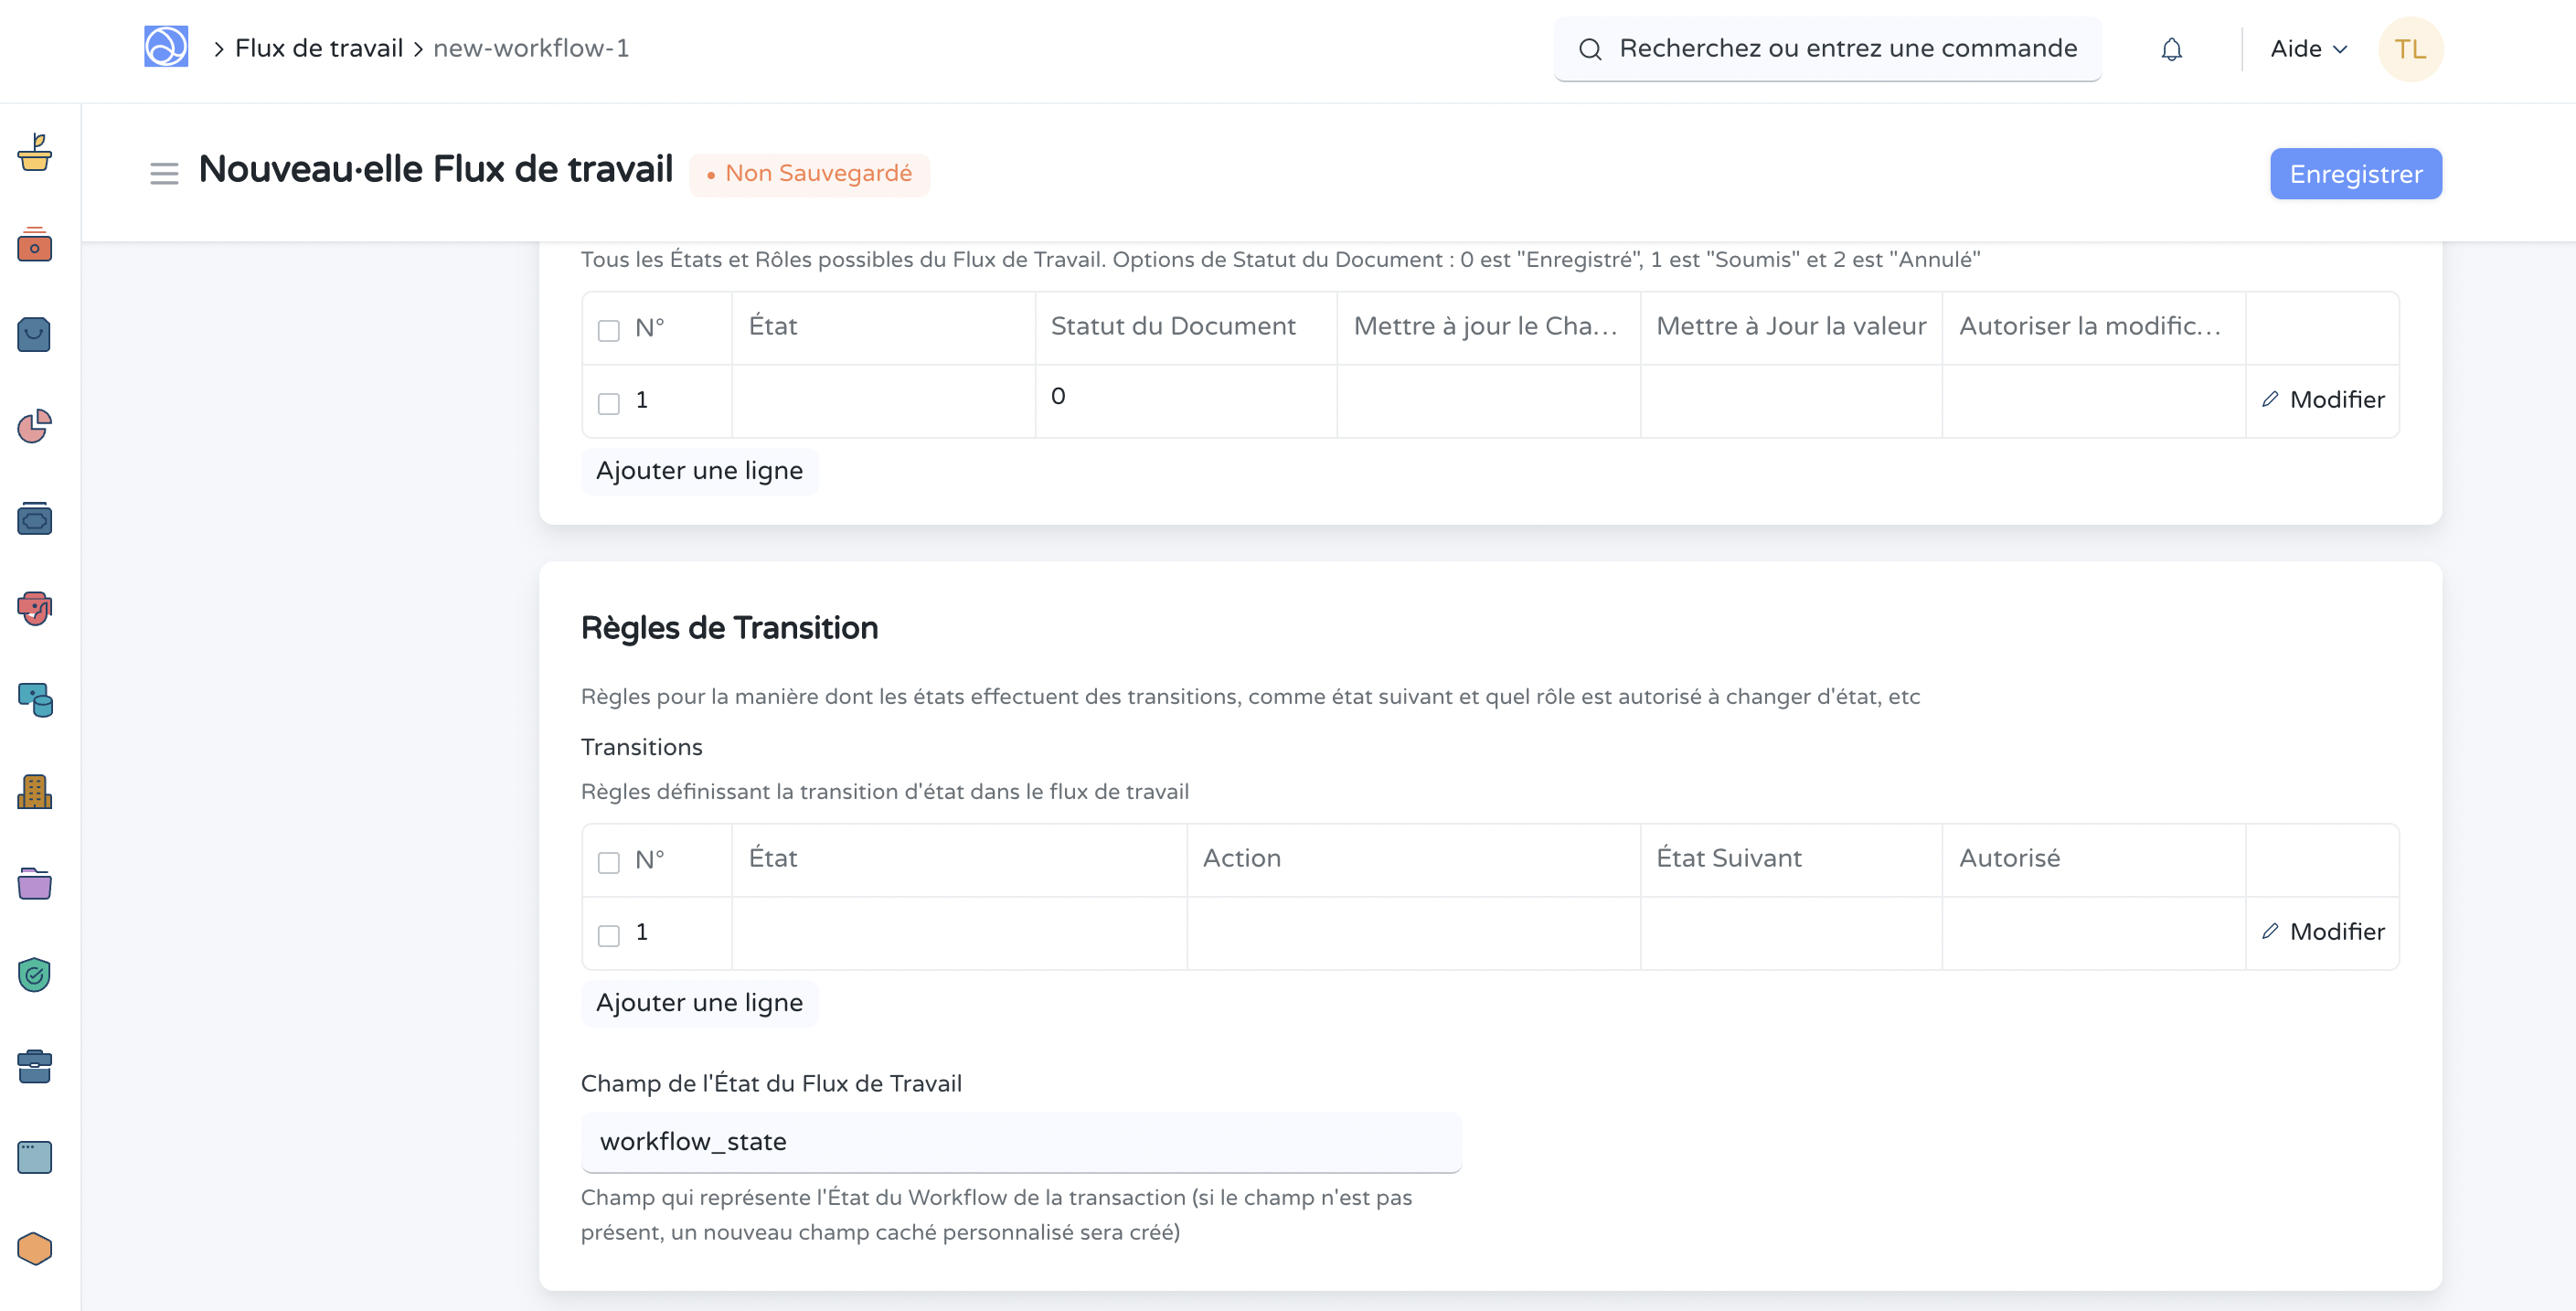 Flux de travail new-workflow-1
Recherchez ou entrez une commande
Aide
TL
Nouveau·elle Flux de travail
Non Sauvegardé
Enregistrer
Tous les États et Rôles possibles du Flux de Travail. Options de Statut du Document : 0 est "Enregistré", 1 est "Soumis" et 2 est "Annulé"
N° État Statut du Document Mettre à jour le Cha... Mettre à Jour la valeur Autoriser la modific...
1 0 Modifier
Ajouter une ligne
Règles de Transition
Règles pour la manière dont les états effectuent des transitions, comme état suivant et quel rôle est autorisé à changer d'état, etc
Transitions
Règles définissant la transition d'état dans le flux de travail
N° État Action État Suivant Autorisé
1 Modifier
Ajouter une ligne
Champ de l'État du Flux de Travail
workflow_state
Champ qui représente l'État du Workflow de la transaction (si le champ n'est pas
présent, un nouveau champ caché personnalisé sera créé)